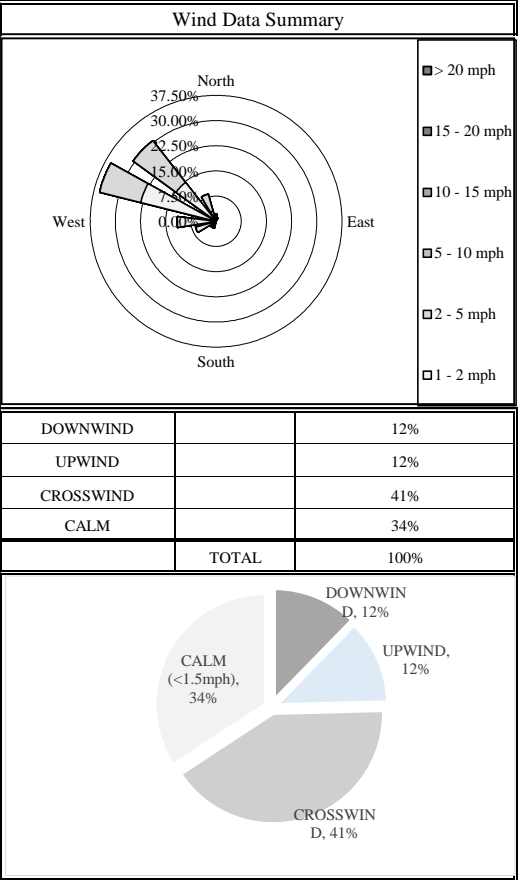 Wind Data Summary
North
37.50%
30.00%
22.50%
15.00%
7.50%
0.00%
West
East
South
> 20 mph
15 - 20 mph
10 - 15 mph
5 - 10 mph
2 - 5 mph
1 - 2 mph
DOWNWIND 12%
UPWIND 12%
CROSSWIND 41%
CALM 34%
TOTAL 100%
DOWNWIN
D, 12%
UPWIND,
12%
CALM
(<1.5mph),
34%
CROSSWIN
D, 41%